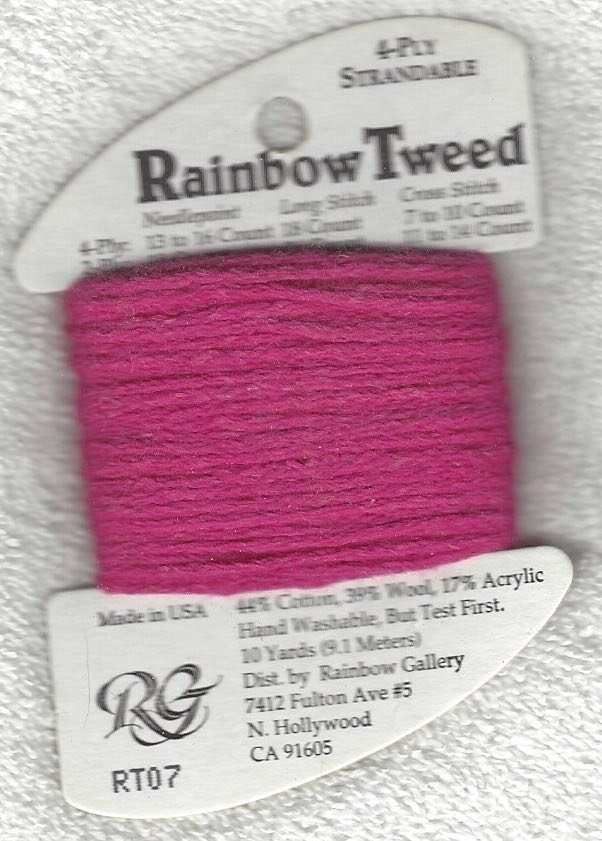 4-Ply
Strandable
Rainbow Tweed
Needlepoint Long Stitch Cross Stitch
4-Ply: 13 to 16 Count 18 Count 7 to 10 Count
11 to 14 Count
Made in USA
44% Cotton, 39% Wool, 17% Acrylic
Hand Washable, But Test First.
10 Yards (9.1 Meters)
Dist. by Rainbow Gallery
7412 Fulton Ave #5
N. Hollywood
CA 91605
RG
RT07